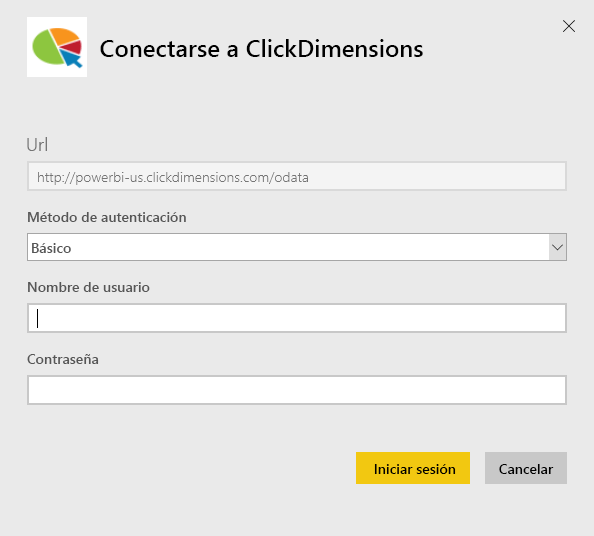 Conectarse a ClickDimensions
Url
http://powerbi-us.clickdimensions.com/odata
Método de autenticación
Básico
Nombre de usuario
Contraseña
Iniciar sesión
Cancelar